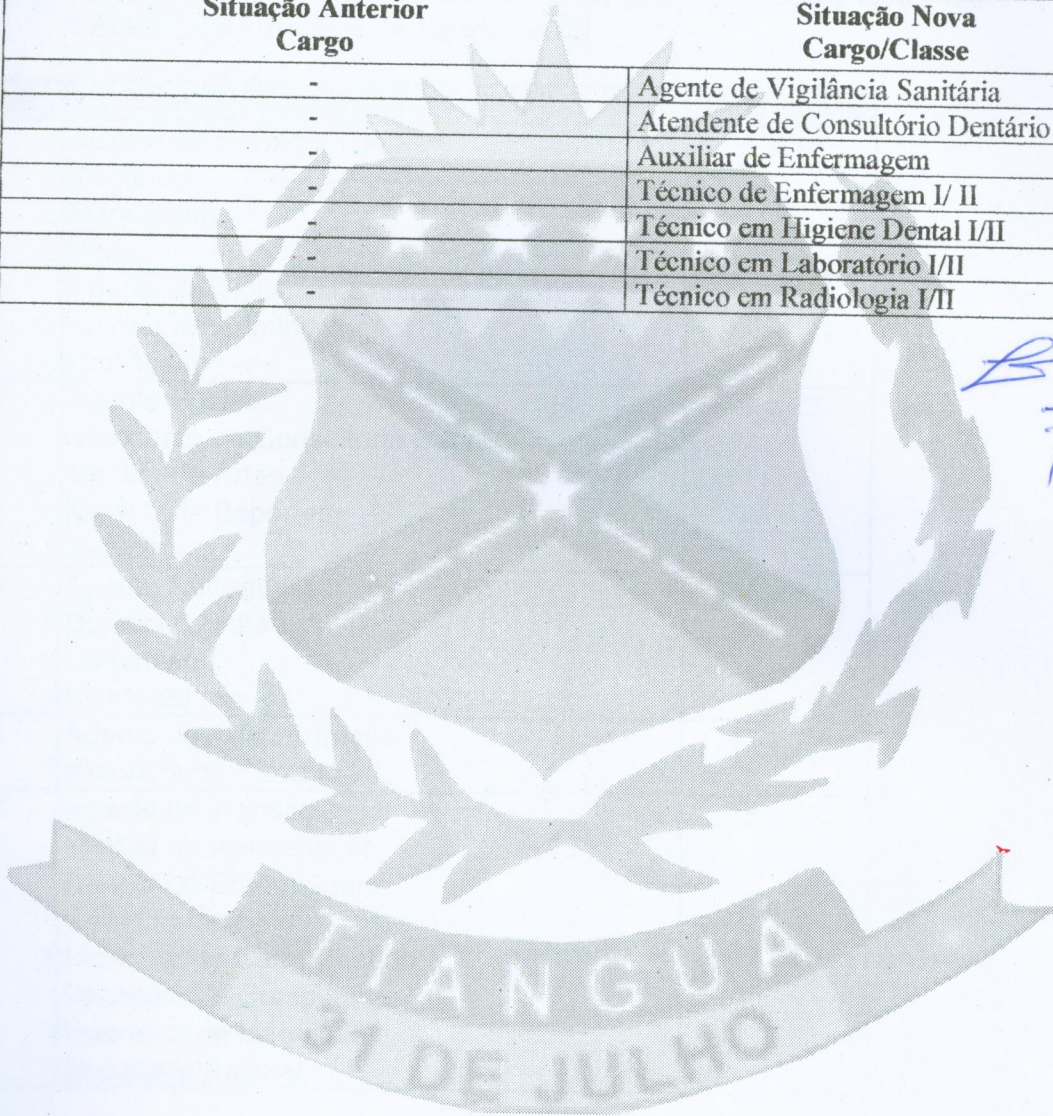 Situação Anterior
Cargo
Situação Nova
Cargo/Classe
- Agente de Vigilância Sanitária
- Atendente de Consultório Dentário
- Auxiliar de Enfermagem
- Técnico de Enfermagem I/ II
- Técnico em Higiene Dental I/II
- Técnico em Laboratório I/II
- Técnico em Radiologia I/II
TIANGUÁ
31 DE JULHO